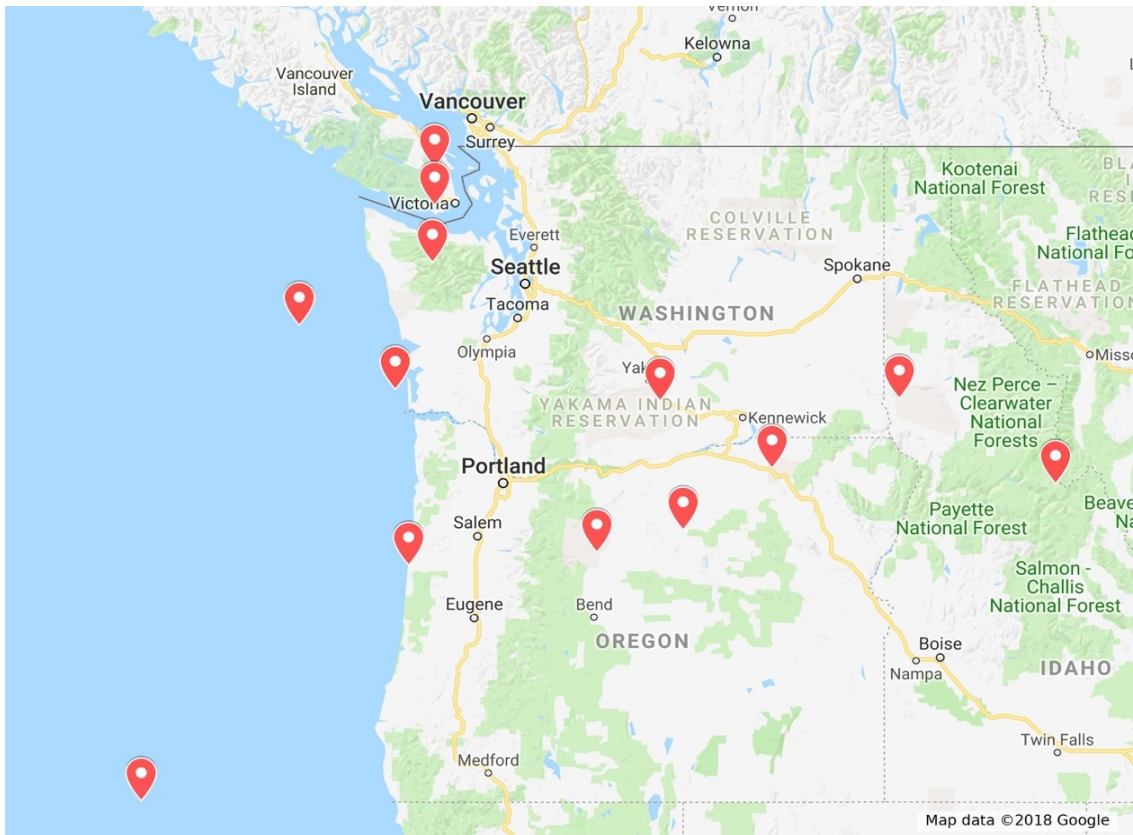 Vernon
Kelowna
Vancouver
Island
Vancouver
Surrey
Kootenai
National Forest
Victoria
COLVILLE
RESERVATION
Flathead
National Fo
Everett
Seattle
Spokane
FLATHEAD
RESERVATION
Tacoma
WASHINGTON
Olympia
Misso
Yak
Nez Perce –
Clearwater
National
Forests
YAKAMA INDIAN
RESERVATION
Kennewick
Portland
Payette
National Forest
Beave
Na
Salem
Salmon -
Challis
National Forest
Eugene
Bend
OREGON
Boise
Nampa
IDAHO
Twin Falls
Medford
Map data ©2018 Google